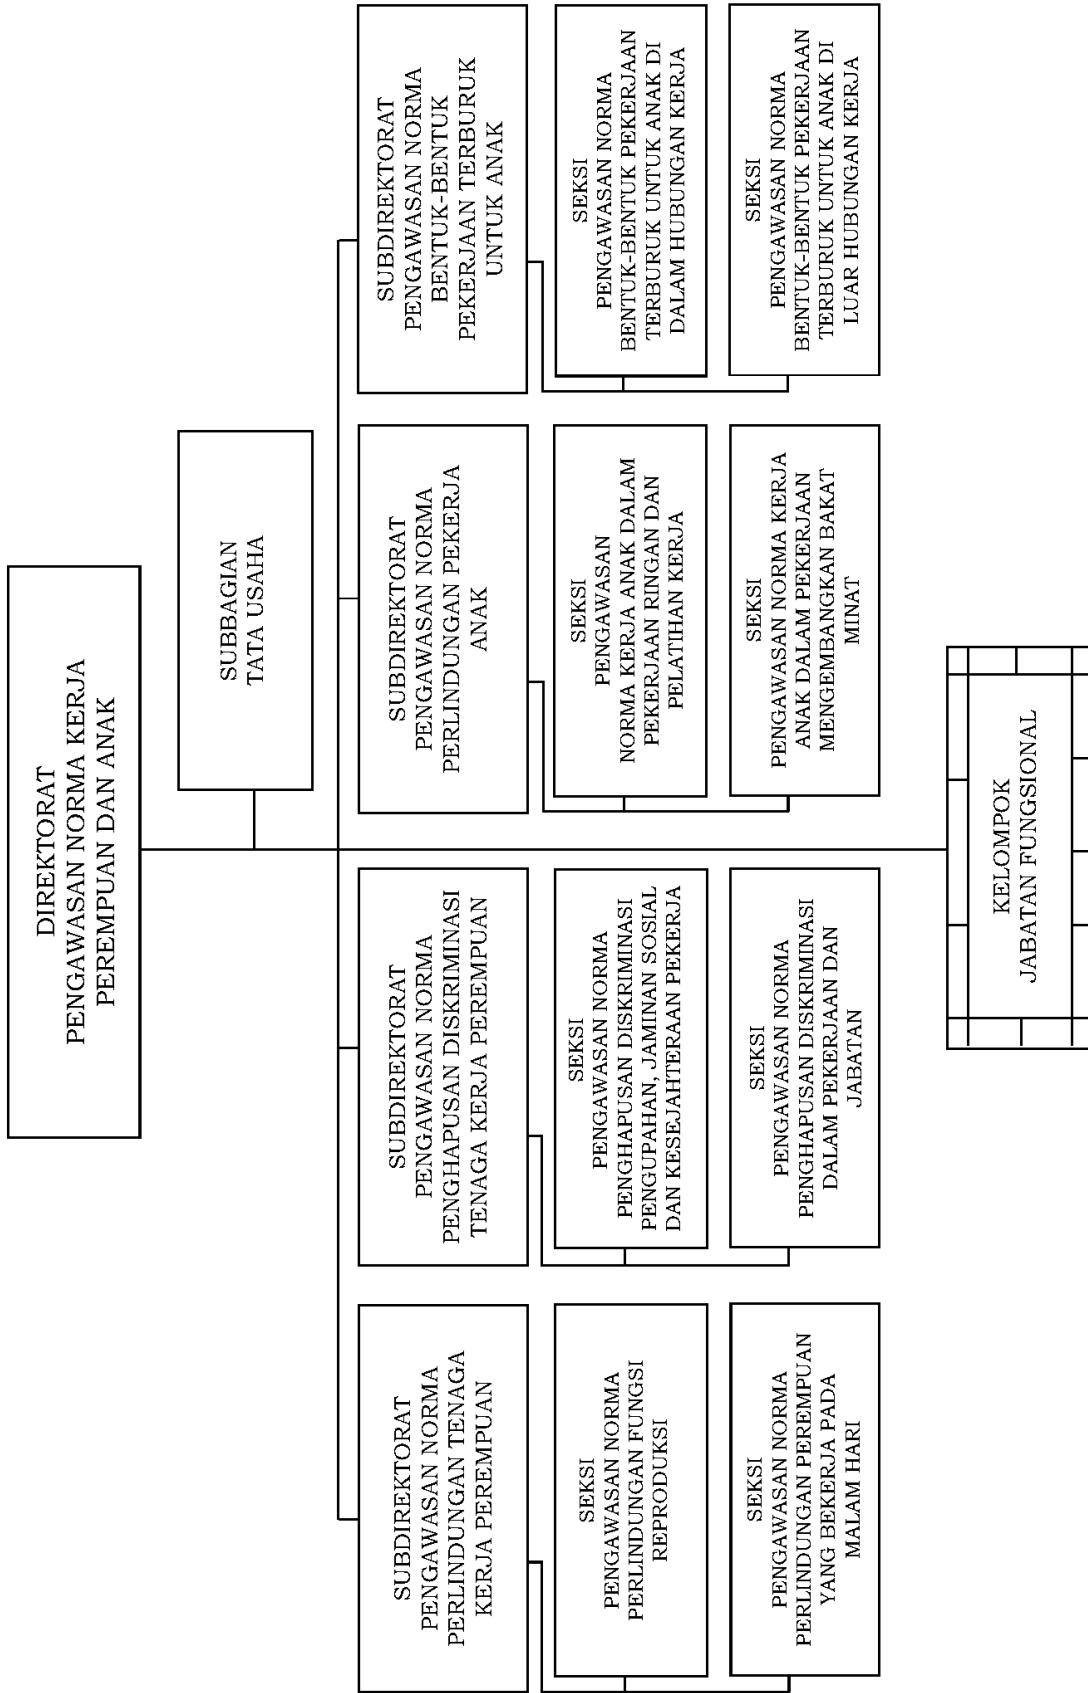 DIREKTORAT
PENGAWASAN NORMA KERJA
PEREMPUAN DAN ANAK
SUBBAGIAN
TATA USAHA
SUBDIREKTORAT
PENGAWASAN NORMA
PERLINDUNGAN TENAGA
KERJA PEREMPUAN
SUBDIREKTORAT
PENGAWASAN NORMA
PENGHAPUSAN DISKRIMINASI
TENAGA KERJA PEREMPUAN
SUBDIREKTORAT
PENGAWASAN NORMA
PERLINDUNGAN PEKERJA
ANAK
SUBDIREKTORAT
PENGAWASAN NORMA
BENTUK-BENTUK
PEKERJAAN TERBURUK
UNTUK ANAK
SEKSI
PENGAWASAN NORMA
PERLINDUNGAN FUNGSI
REPRODUKSI
SEKSI
PENGAWASAN NORMA
PENGHAPUSAN DISKRIMINASI
PENGUPAHAN, JAMINAN SOSIAL
DAN KESEJAHTERAAN PEKERJA
SEKSI
PENGAWASAN
NORMA KERJA ANAK DALAM
PEKERJAAN RINGAN DAN
PELATIHAN KERJA
SEKSI
PENGAWASAN NORMA
BENTUK-BENTUK PEKERJAAN
TERBURUK UNTUK ANAK DI
DALAM HUBUNGAN KERJA
SEKSI
PENGAWASAN NORMA
PERLINDUNGAN PEREMPUAN
YANG BEKERJA PADA
MALAM HARI
SEKSI
PENGAWASAN NORMA
PENGHAPUSAN DISKRIMINASI
DALAM PEKERJAAN DAN
JABATAN
SEKSI
PENGAWASAN NORMA KERJA
ANAK DALAM PEKERJAAN
MENGEMBANGKAN BAKAT
MINAT
SEKSI
PENGAWASAN NORMA
BENTUK-BENTUK PEKERJAAN
TERBURUK UNTUK ANAK DI
LUAR HUBUNGAN KERJA
KELOMPOK
JABATAN FUNGSIONAL